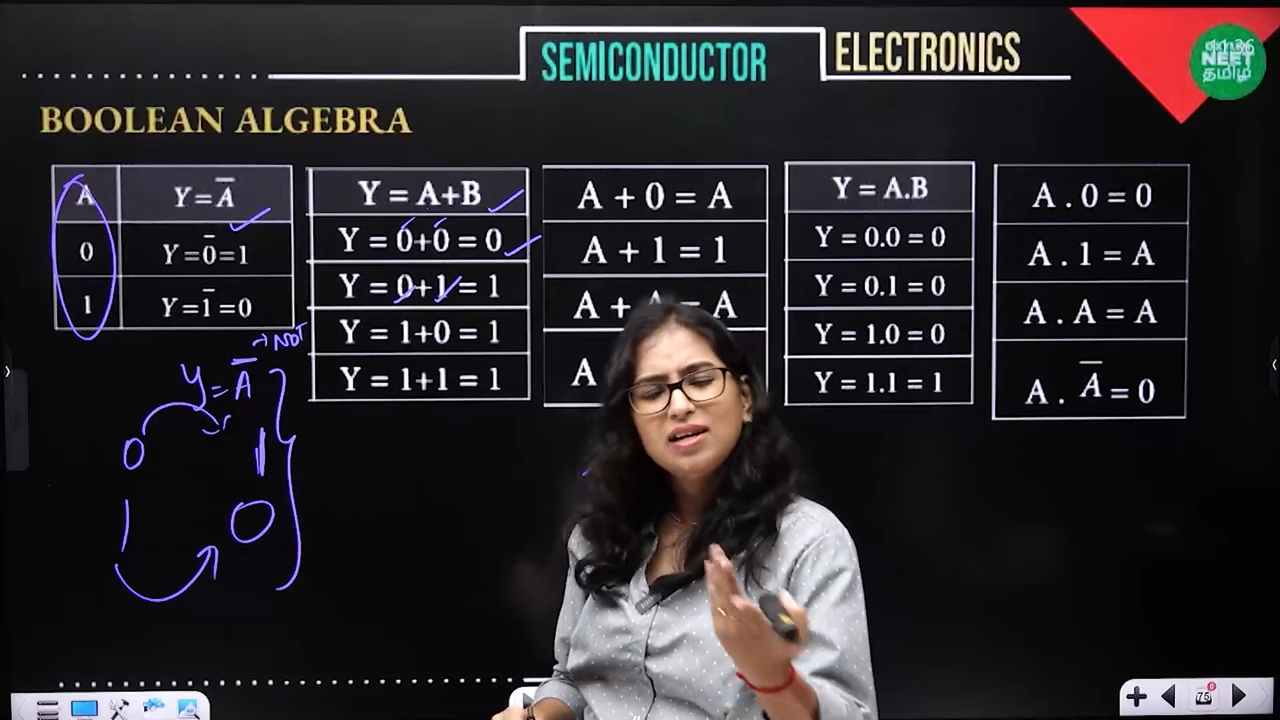 SEMICONDUCTOR ELECTRONICS
NEET
தமிழ்
BOOLEAN ALGEBRA
A Y = A̅
0 Y = 0̅ = 1
1 Y = 1̅ = 0
Y = A+B
Y = 0+0 = 0
Y = 0+1 = 1
Y = 1+0 = 1
Y = 1+1 = 1
A + 0 = A
A + 1 = 1
A + A = A
A
Y = A.B
Y = 0.0 = 0
Y = 0.1 = 0
Y = 1.0 = 0
Y = 1.1 = 1
A . 0 = 0
A . 1 = A
A . A = A
A . A̅ = 0
→ NOT
Y = A̅
0 1
1 0
75